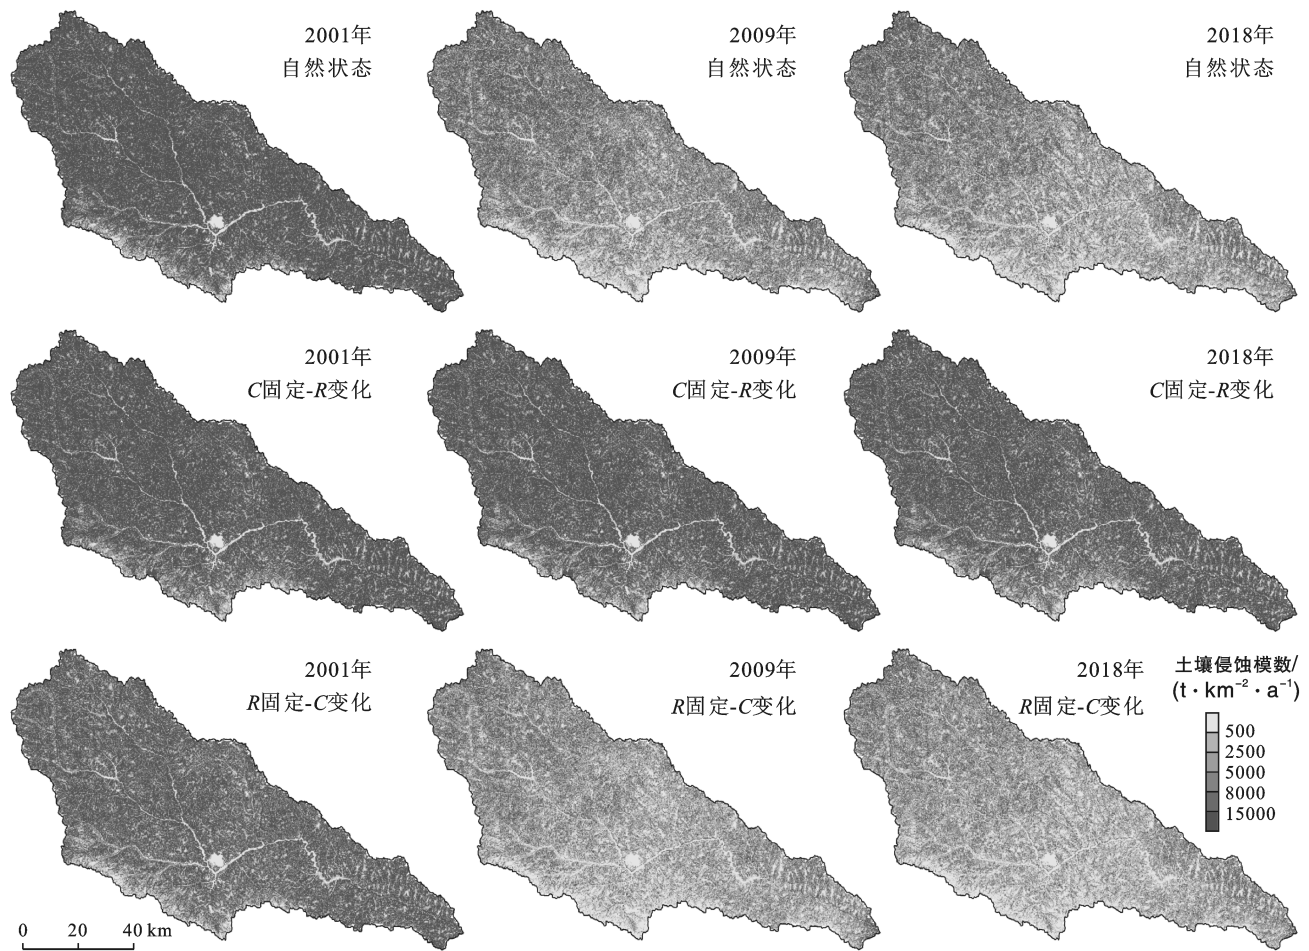 2001年
自然状态
2009年
自然状态
2018年
自然状态
2001年
C固定-R变化
2009年
C固定-R变化
2018年
C固定-R变化
2001年
R固定-C变化
2009年
R固定-C变化
2018年
R固定-C变化
土壤侵蚀模数/
(t·km⁻²·a⁻¹)
500
2500
5000
8000
15000
0 20 40 km